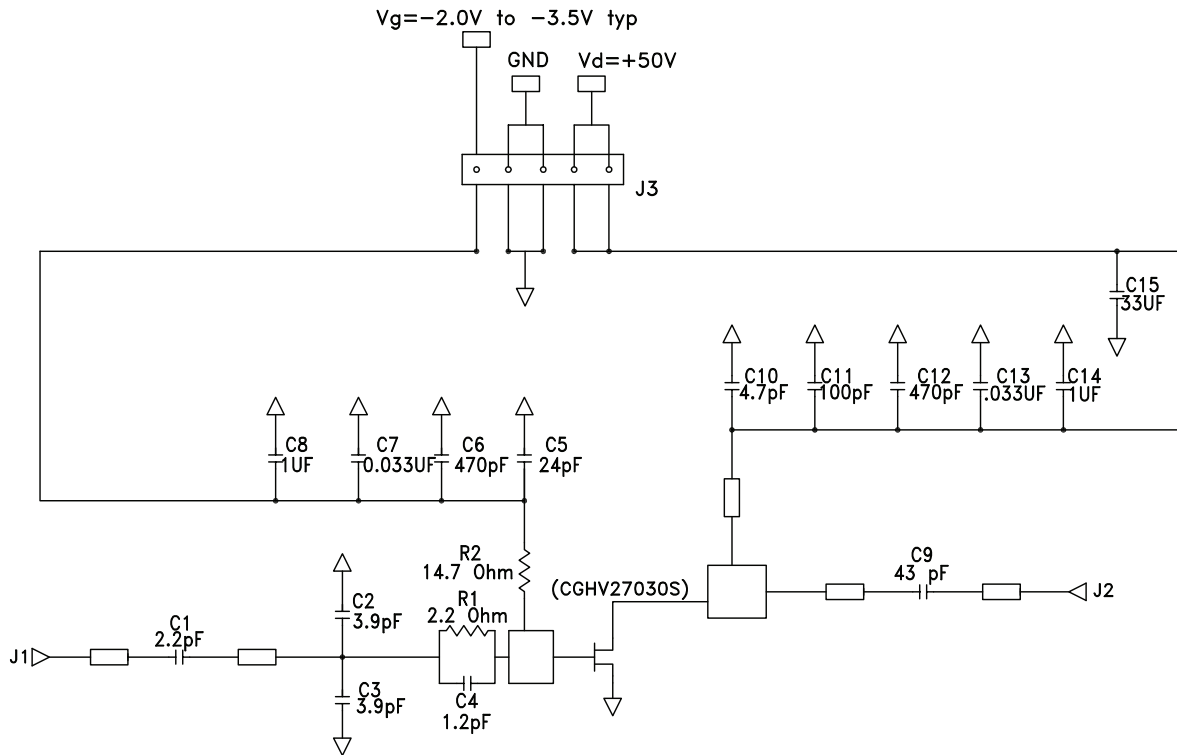 Vg=-2.0V to -3.5V typ
GND
Vd=+50V
J3
C15
33UF
C10
4.7pF
C11
100pF
C12
470pF
C13
.033UF
C14
1UF
C8
1UF
C7
0.033UF
C6
470pF
C5
24pF
R2
14.7 Ohm
(CGHV27030S)
C9
43 pF
J2
R1
2.2 Ohm
C2
3.9pF
C1
2.2pF
J1
C3
3.9pF
C4
1.2pF